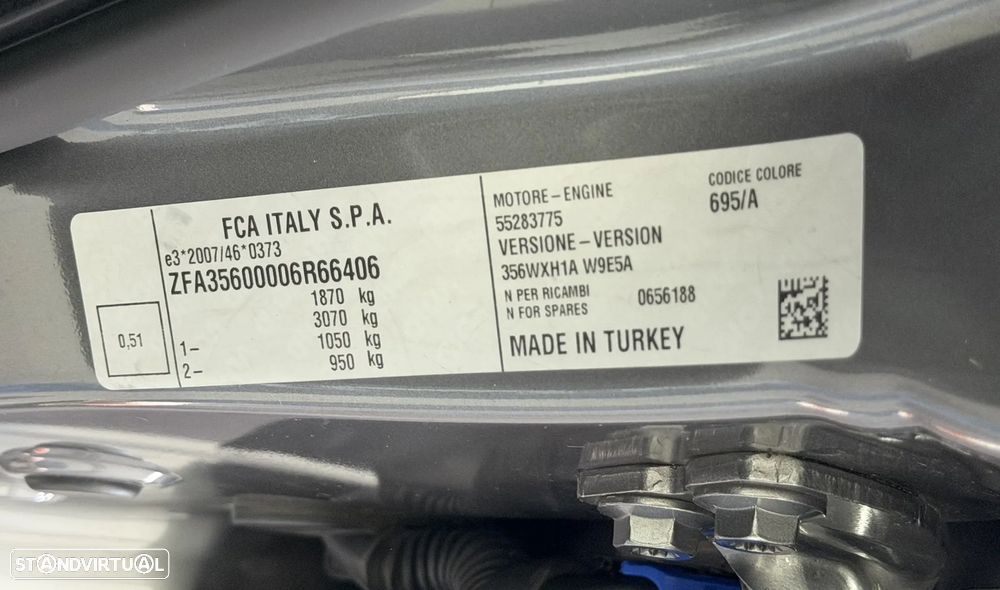 FCA ITALY S.P.A.
e3*2007/46*0373
ZFA35600006R66406
1870 kg
3070 kg
1- 1050 kg
2- 950 kg
0,51
MOTORE-ENGINE
55283775
VERSIONE-VERSION
356WXH1A W9E5A
N PER RICAMBI
N FOR SPARES
0656188
MADE IN TURKEY
CODICE COLORE
695/A
STANDVIRTUAL